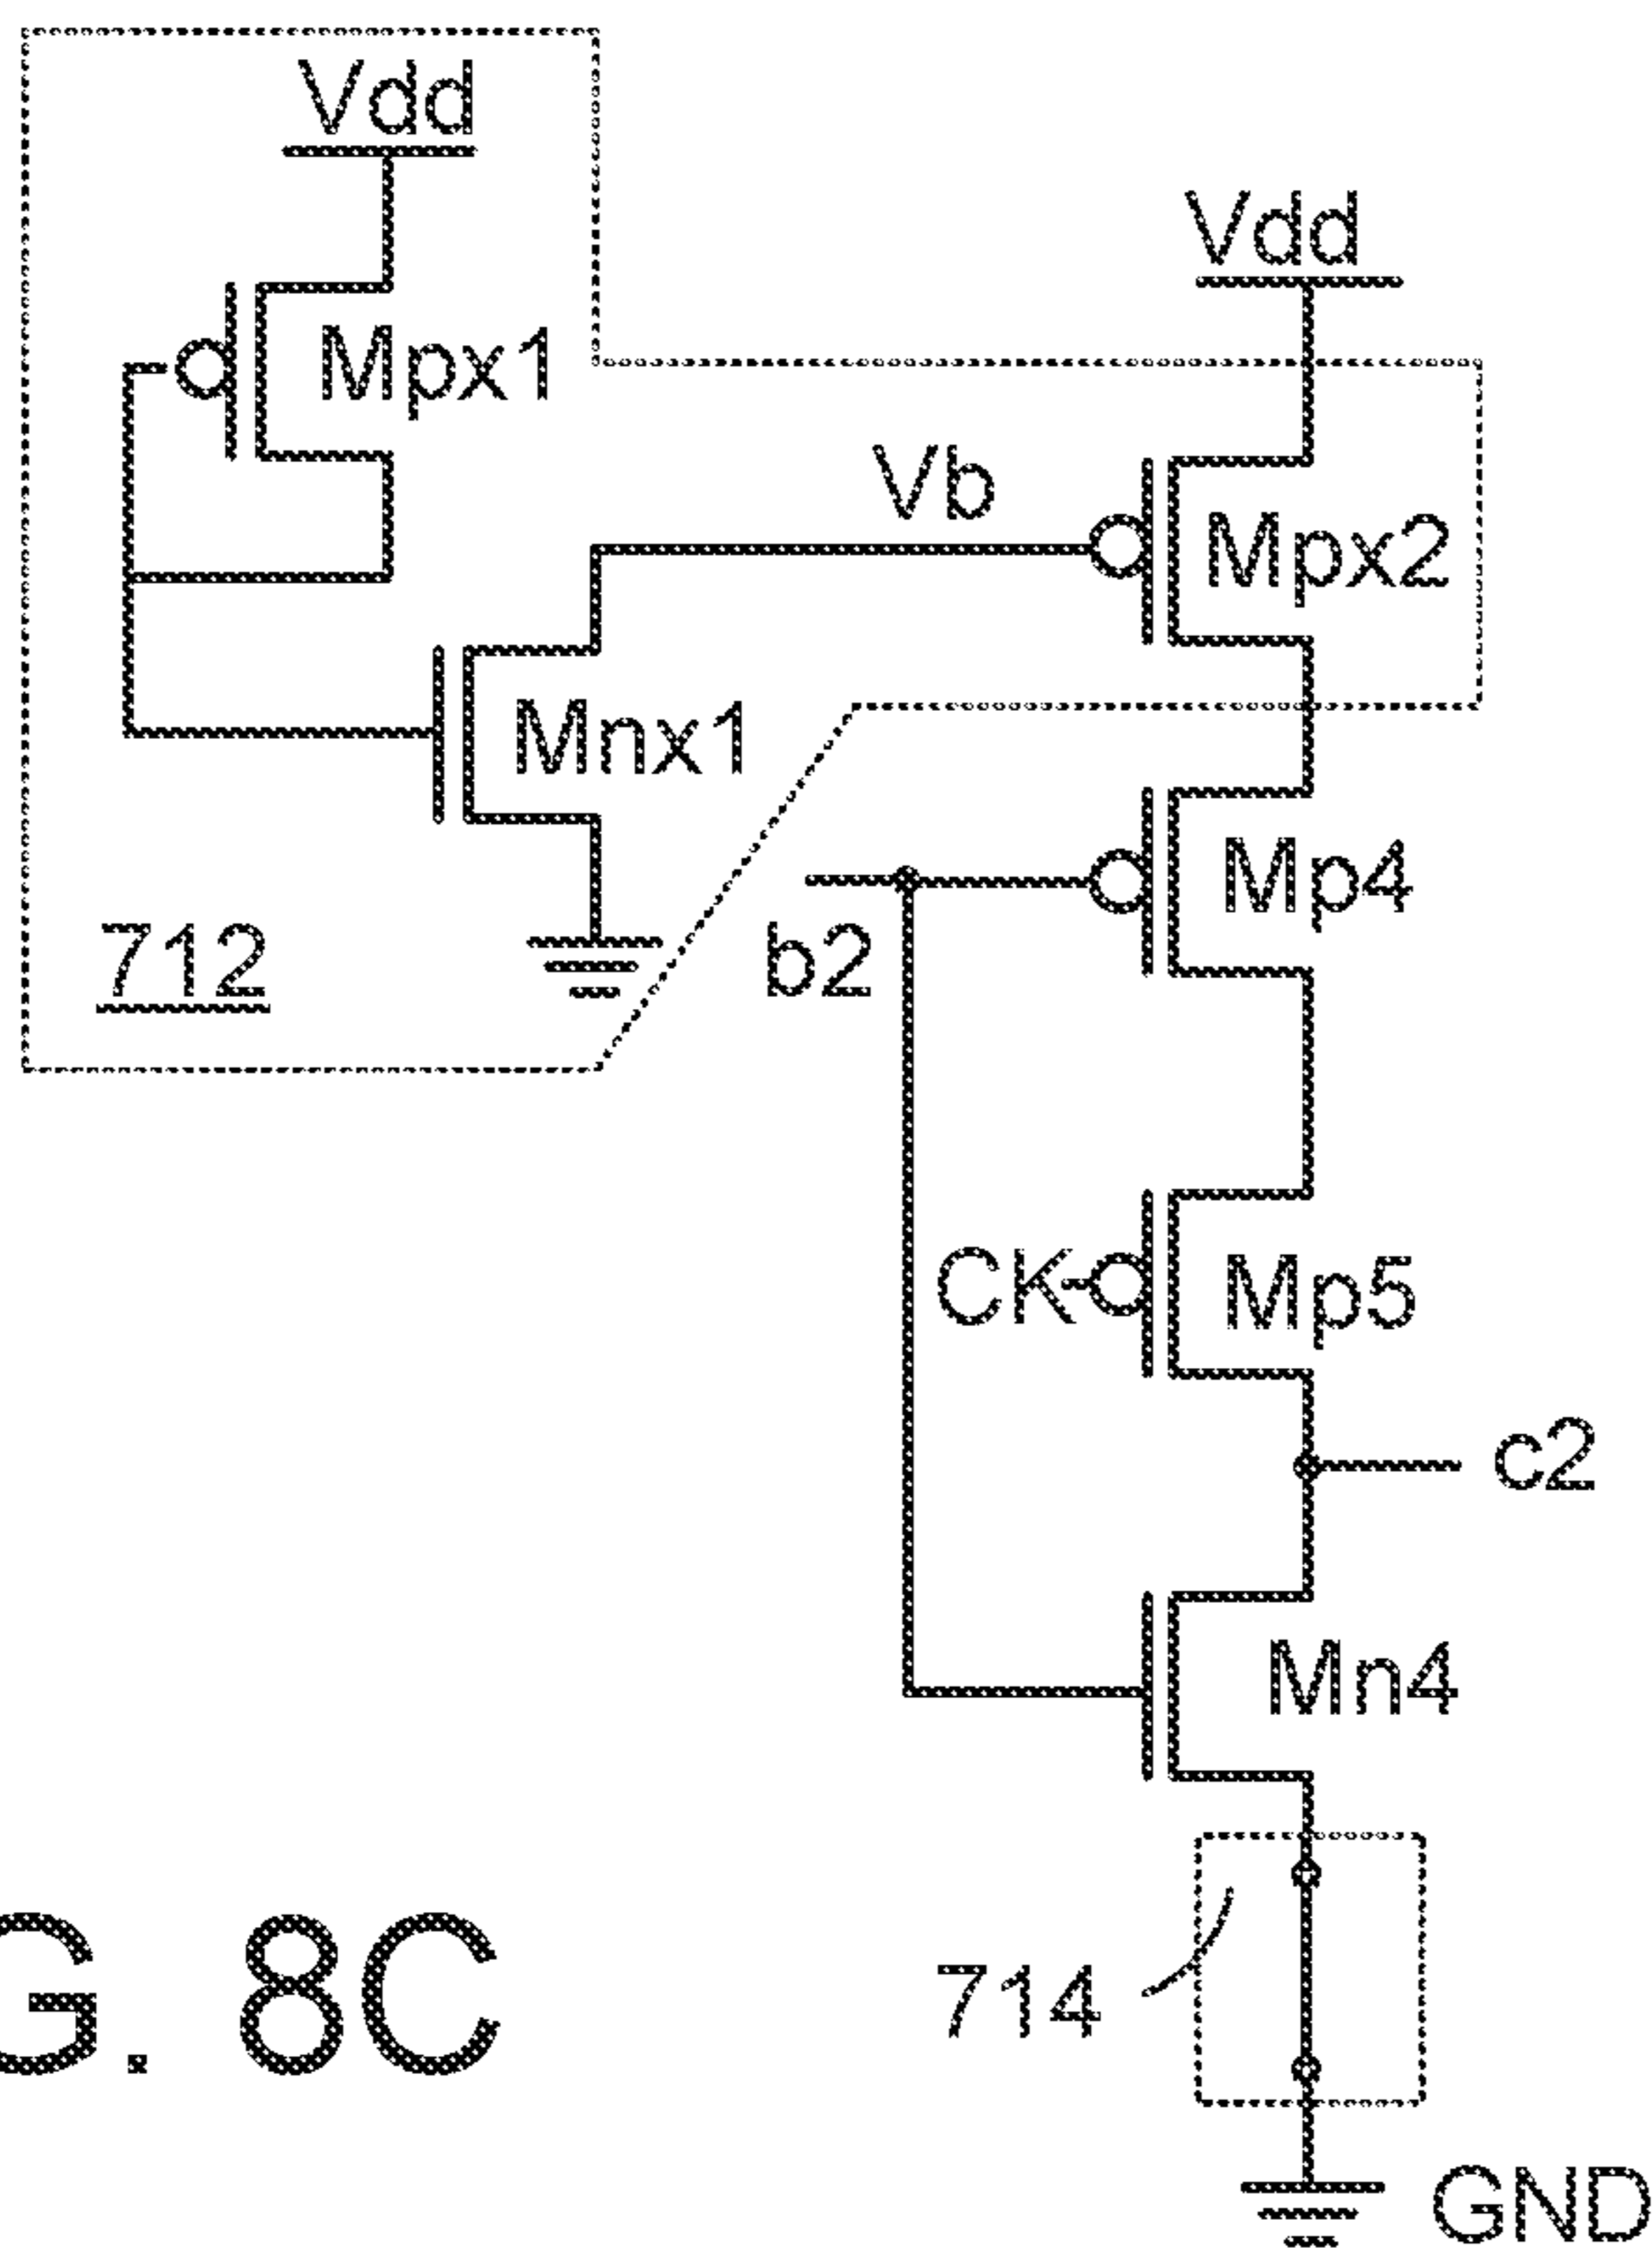 Vdd
Vdd
Mpx1
Vb
Mpx2
Mnx1
Mp4
712
b2
CK
Mp5
c2
Mn4
G. 8C
714
GND